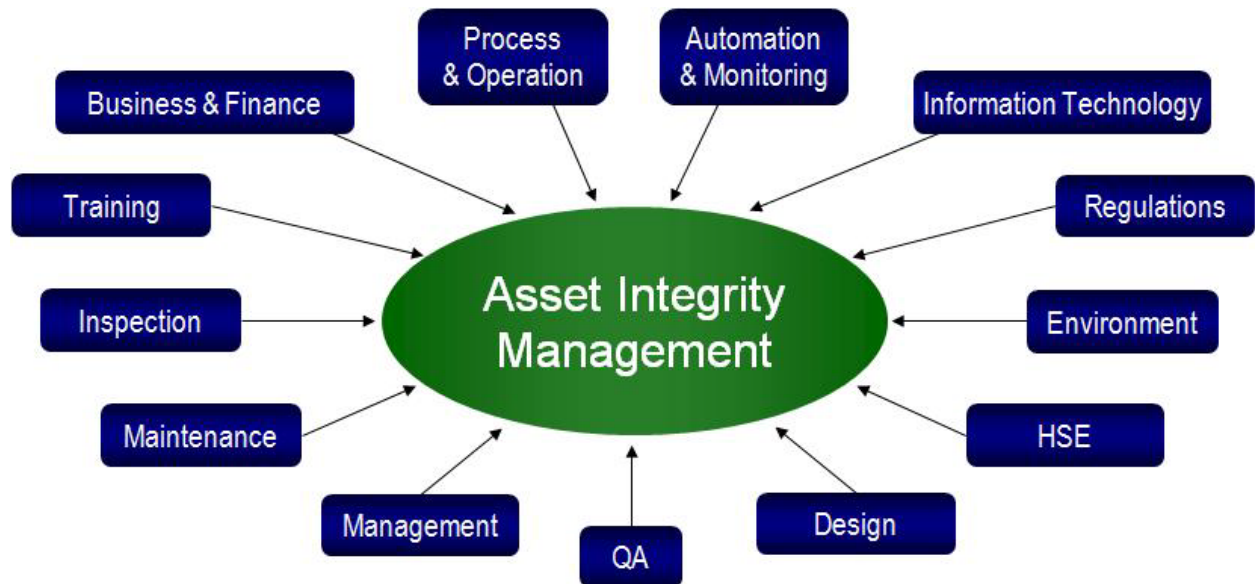 Process
& Operation
Automation
& Monitoring
Business & Finance
Information Technology
Training
Regulations
Asset Integrity
Management
Inspection
Environment
Maintenance
HSE
Management
QA
Design